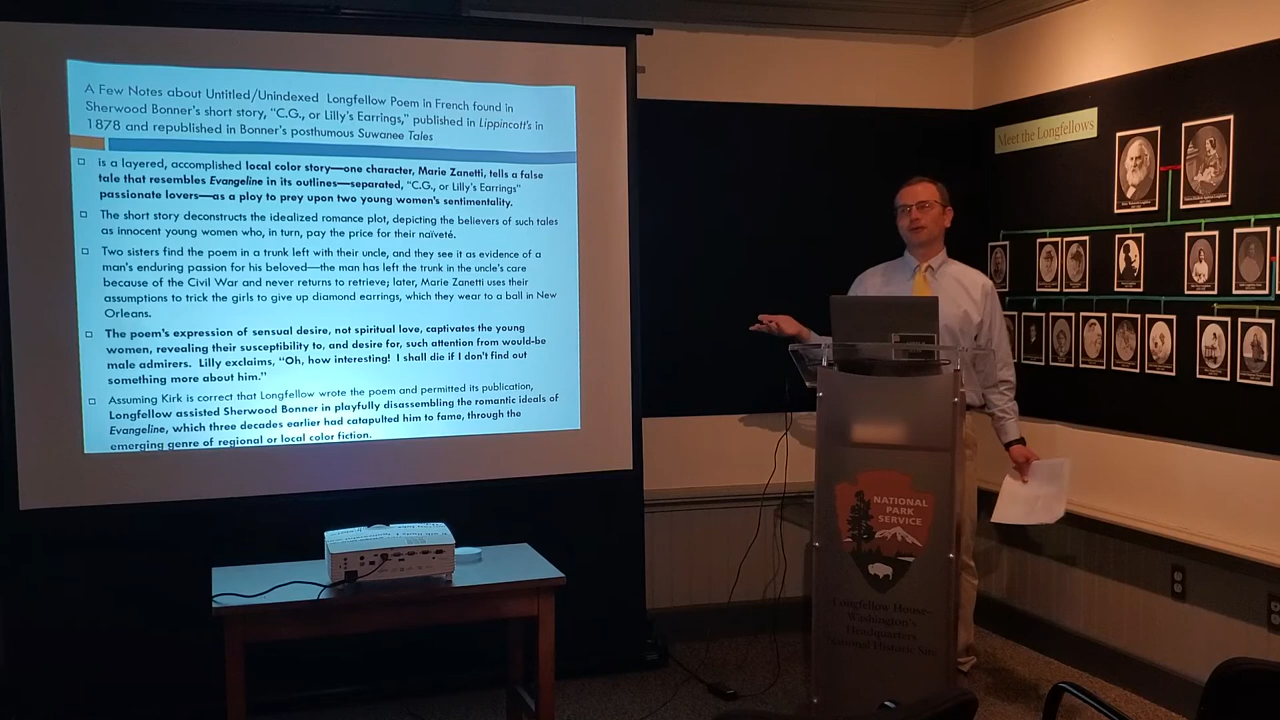 A Few Notes about Untitled/Unindexed Longfellow Poem in French found in
Sherwood Bonner's short story, "C.G., or Lilly's Earrings," published in Lippincott's in
1878 and republished in Bonner's posthumous Suwanee Tales
is a layered, accomplished local color story—one character, Marie Zanetti, tells a false
tale that resembles Evangeline in its outlines—separated, "C.G., or Lilly's Earrings"
passionate lovers—as a ploy to prey upon two young women's sentimentality.
The short story deconstructs the idealized romance plot, depicting the believers of such tales
as innocent young women who, in turn, pay the price for their naïveté.
Two sisters find the poem in a trunk left with their uncle, and they see it as evidence of a
man's enduring passion for his beloved—the man has left the trunk in the uncle's care
because of the Civil War and never returns to retrieve; later, Marie Zanetti uses their
assumptions to trick the girls to give up diamond earrings, which they wear to a ball in New
Orleans.
The poem's expression of sensual desire, not spiritual love, captivates the young
women, revealing their susceptibility to, and desire for, such attention from would-be
male admirers. Lilly exclaims, "Oh, how interesting! I shall die if I don't find out
something more about him."
Assuming Kirk is correct that Longfellow wrote the poem and permitted its publication,
Longfellow assisted Sherwood Bonner in playfully disassembling the romantic ideals of
Evangeline, which three decades earlier had catapulted him to fame, through the
emerging genre of regional or local color fiction.
Meet the Longfellows
NATIONAL
PARK
SERVICE
Longfellow House–
Washington's
Headquarters
National Historic Site